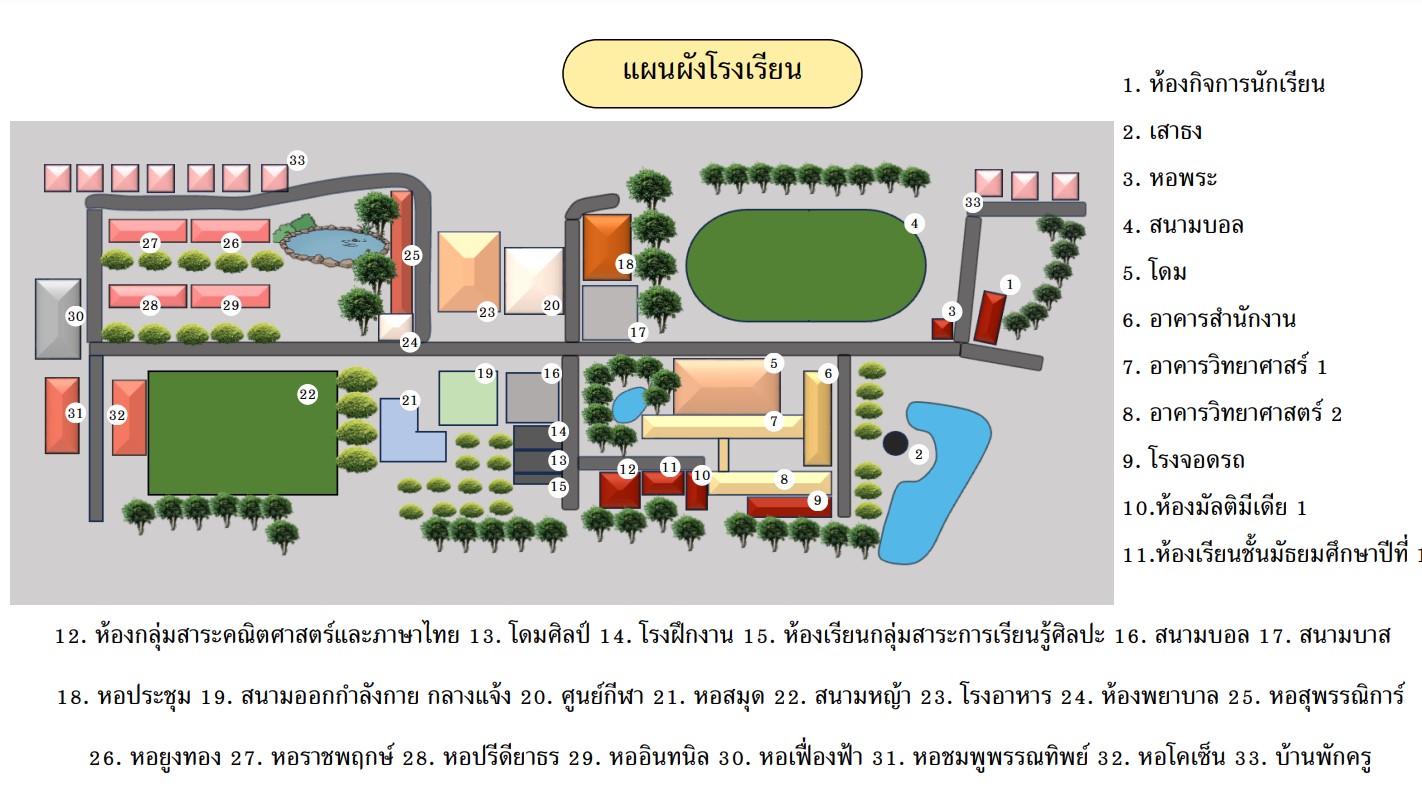 แผนผังโรงเรียน
1. ห้องกิจการนักเรียน
2. เสาธง
3. หอพระ
4. สนามบอล
5. โดม
6. อาคารสำนักงาน
7. อาคารวิทยาศาสร์ 1
8. อาคารวิทยาศาสตร์ 2
9. โรงจอดรถ
10.ห้องมัลติมีเดีย 1
11.ห้องเรียนชั้นมัธยมศึกษาปีที่ 1
33
33
27
26
25
4
18
1
28
29
30
23
20
3
17
24
5
6
19
16
22
21
31
32
7
14
2
13
12
11
10
8
15
9
12. ห้องกลุ่มสาระคณิตศาสตร์และภาษาไทย 13. โดมศิลป์ 14. โรงฝึกงาน 15. ห้องเรียนกลุ่มสาระการเรียนรู้ศิลปะ 16. สนามบอล 17. สนามบาส
18. หอประชุม 19. สนามออกกำลังกาย กลางแจ้ง 20. ศูนย์กีฬา 21. หอสมุด 22. สนามหญ้า 23. โรงอาหาร 24. ห้องพยาบาล 25. หอสุพรรณิการ์
26. หอยูงทอง 27. หอราชพฤกษ์ 28. หอปรีดียาธร 29. หออินทนิล 30. หอเฟื่องฟ้า 31. หอชมพูพรรณทิพย์ 32. หอโคเซ็น 33. บ้านพักครู